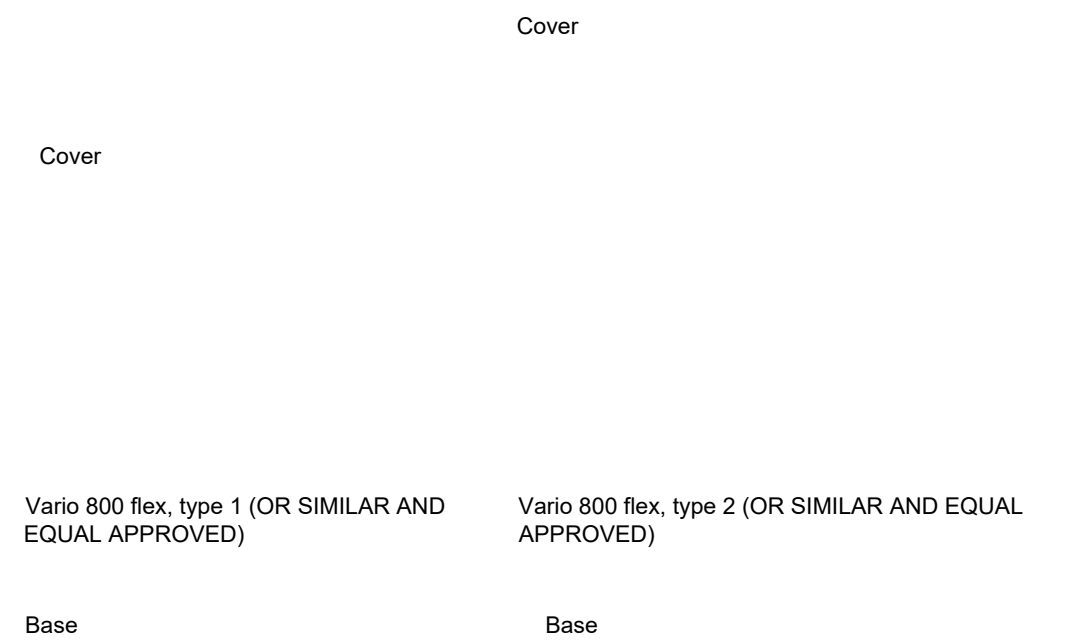 Cover
Cover
Vario 800 flex, type 1 (OR SIMILAR AND
EQUAL APPROVED)
Vario 800 flex, type 2 (OR SIMILAR AND EQUAL
APPROVED)
Base
Base